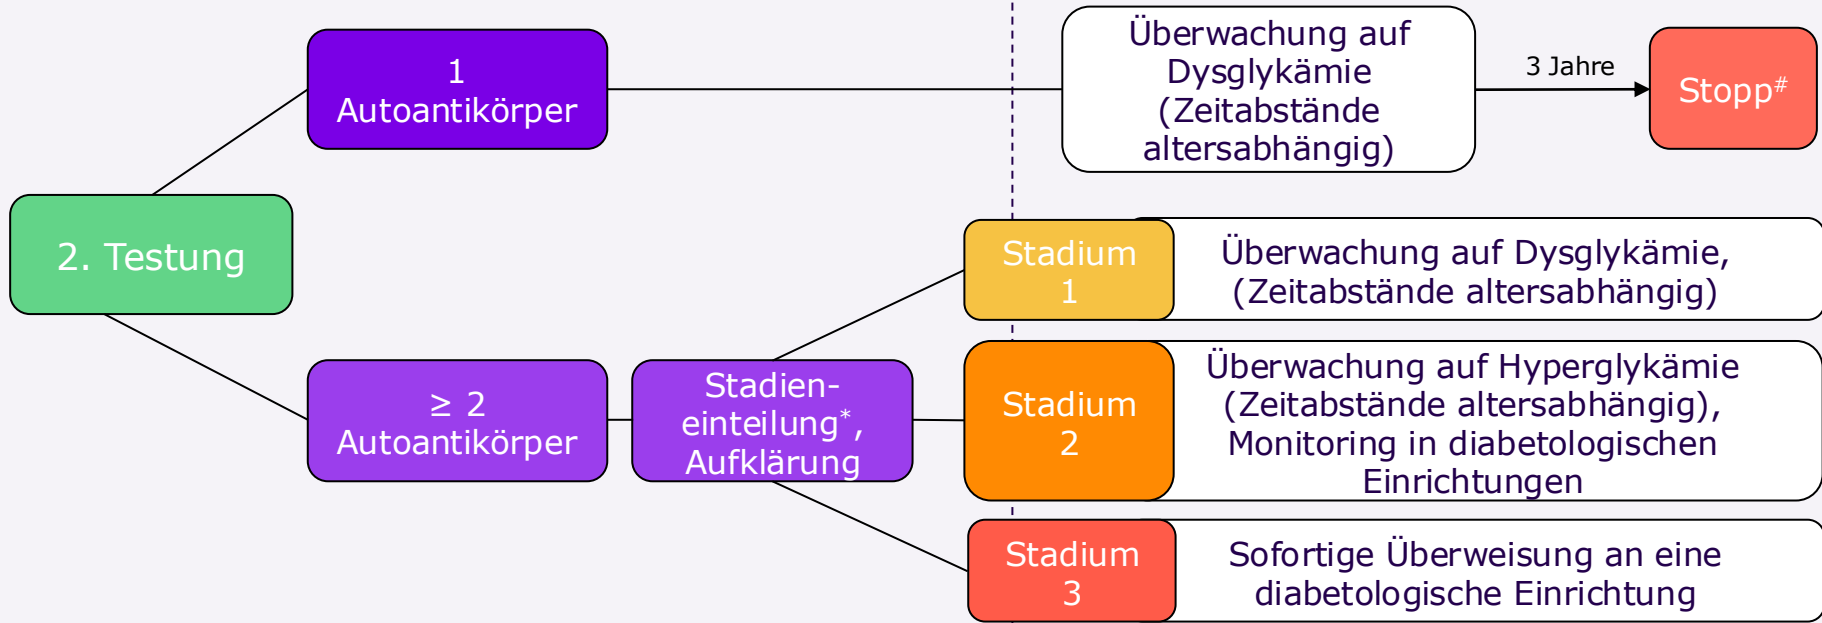 1
Autoantikörper
Überwachung auf
Dysglykämie
(Zeitabstände
altersabhängig)
3 Jahre
Stopp#
2. Testung
Stadium
1
Überwachung auf Dysglykämie,
(Zeitabstände altersabhängig)
≥ 2
Autoantikörper
Stadien-
einteilung*,
Aufklärung
Stadium
2
Überwachung auf Hyperglykämie
(Zeitabstände altersabhängig),
Monitoring in diabetologischen
Einrichtungen
Stadium
3
Sofortige Überweisung an eine
diabetologische Einrichtung